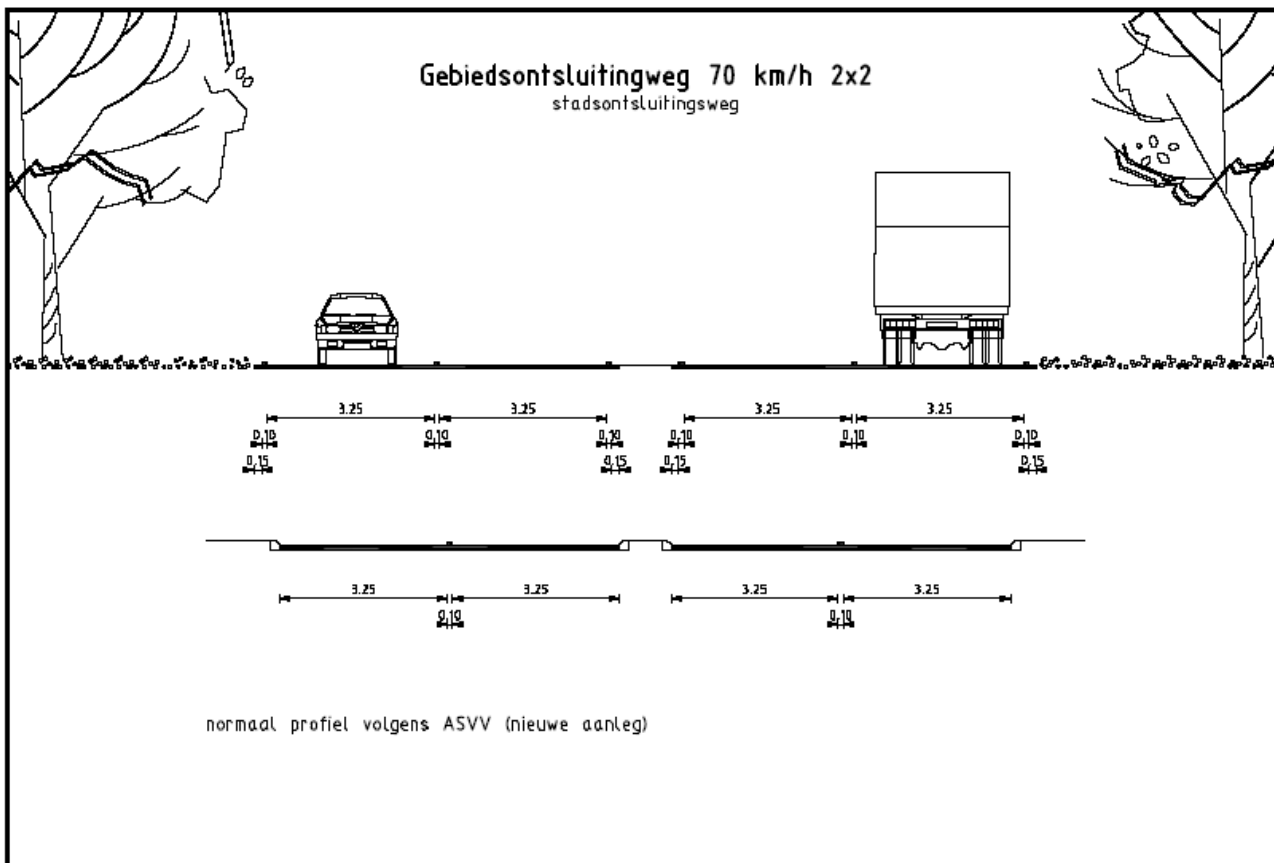 Gebiedsontsluitingweg 70 km/h 2x2
stadsontsluitingsweg
3.25 3.25 3.25 3.25
0,10 0,10 0,10 0,10 0,10 0,10
0,15 0,15 0,15 0,15
3.25 3.25 3.25 3.25
0,10 0,10
normaal profiel volgens ASVV (nieuwe aanleg)